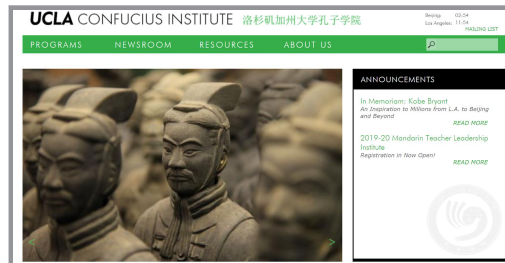 UCLA CONFUCIUS INSTITUTE 洛杉矶加州大学孔子学院
Beijing: 03:54
Los Angeles: 11:54
MAILING LIST
PROGRAMS NEWSROOM RESOURCES ABOUT US
ANNOUNCEMENTS
In Memoriam: Kobe Bryant
An Inspiration to Millions from L.A. to Beijing
and Beyond
READ MORE
2019-20 Mandarin Teacher Leadership
Institute
Registration in Now Open!
READ MORE